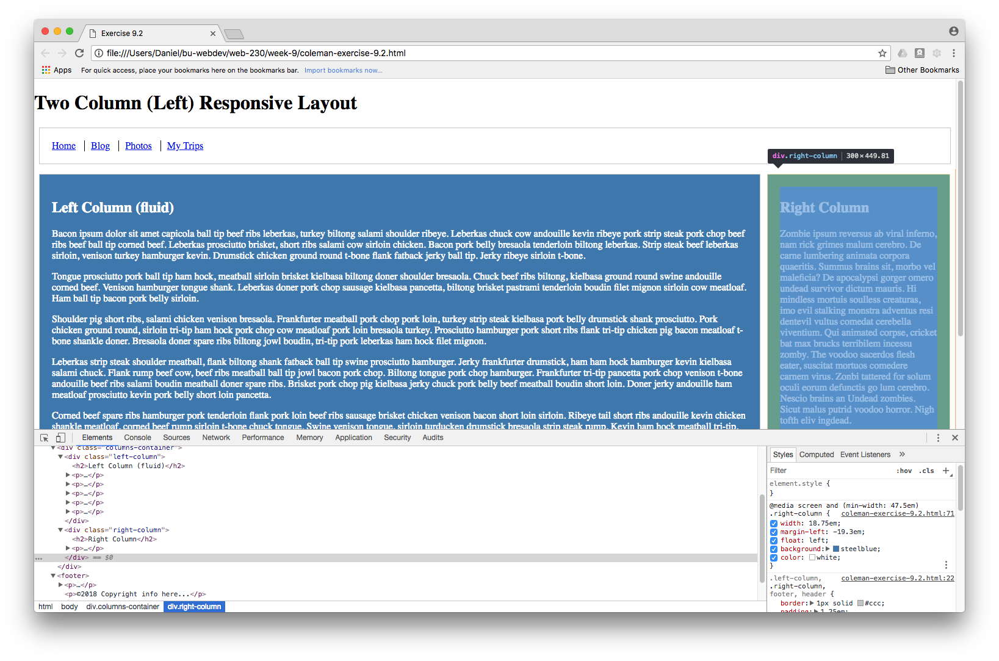 Exercise 9.2
file:///Users/Daniel/bu-webdev/web-230/week-9/coleman-exercise-9.2.html
Apps For quick access, place your bookmarks here on the bookmarks bar. Import bookmarks now... Other Bookmarks
Two Column (Left) Responsive Layout
Home Blog Photos My Trips
div.right-column 300×449.81
Left Column (fluid)
Bacon ipsum dolor sit amet capicola ball tip beef ribs leberkas, turkey biltong salami shoulder ribeye. Leberkas chuck cow andouille kevin ribeye pork strip steak pork chop beef
ribs beef ball tip corned beef. Leberkas prosciutto brisket, short ribs salami cow sirloin chicken. Bacon pork belly bresaola tenderloin biltong leberkas. Strip steak beef leberkas
sirloin, venison turkey hamburger kevin. Drumstick chicken ground round t-bone flank fatback jerky ball tip. Jerky ribeye sirloin t-bone.
Tongue prosciutto pork ball tip ham hock, meatball sirloin brisket kielbasa biltong doner shoulder bresaola. Chuck beef ribs biltong, kielbasa ground round swine andouille
corned beef. Venison hamburger tongue shank. Leberkas doner pork chop sausage kielbasa pancetta, biltong brisket pastrami tenderloin boudin filet mignon sirloin cow meatloaf.
Ham ball tip bacon pork belly sirloin.
Shoulder pig short ribs, salami chicken venison bresaola. Frankfurter meatball pork chop pork loin, turkey strip steak kielbasa pork belly drumstick shank prosciutto. Pork
chicken ground round, sirloin tri-tip ham hock pork chop cow meatloaf pork loin bresaola turkey. Prosciutto hamburger pork short ribs flank tri-tip chicken pig bacon meatloaf t-
bone shankle doner. Bresaola doner spare ribs biltong jowl boudin, tri-tip pork leberkas ham hock filet mignon.
Leberkas strip steak shoulder meatball, flank biltong shank fatback ball tip swine prosciutto hamburger. Jerky frankfurter drumstick, ham ham hock hamburger kevin kielbasa
salami chuck. Flank rump beef cow, beef ribs meatball ball tip jowl bacon pork chop. Biltong tongue pork chop hamburger. Frankfurter tri-tip pancetta pork chop venison t-bone
andouille beef ribs salami boudin meatball doner spare ribs. Brisket pork chop pig kielbasa jerky chuck pork belly beef meatball boudin short loin. Doner jerky andouille ham
meatloaf prosciutto kevin pork belly short loin pancetta.
Corned beef spare ribs hamburger pork tenderloin flank pork loin beef ribs sausage brisket chicken venison bacon short loin sirloin. Ribeye tail short ribs andouille kevin chicken
shankle meatloaf, corned beef rump sirloin t-bone chuck tongue. Swine venison tongue, sirloin turducken drumstick bresaola strip steak rump. Kevin ham hock meatball tri-tip,
Right Column
Zombie ipsum reversus ab viral inferno,
nam rick grimes malum cerebro. De
carne lumbering animata corpora
quaeritis. Summus brains sit, morbo vel
maleficia? De apocalypsi gorger omero
undead survivor dictum mauris. Hi
mindless mortuis soulless creaturas,
imo evil stalking monstra adventus resi
dentevil vultus comedat cerebella
viventium. Qui animated corpse, cricket
bat max brucks terribilem incessu
zomby. The voodoo sacerdos flesh
eater, suscitat mortuos comedere
carnem virus. Zonbi tattered for solum
oculi eorum defunctis go lum cerebro.
Nescio brains an Undead zombies.
Sicut malus putrid voodoo horror. Nigh
tofth eliv ingdead.
Elements Console Sources Network Performance Memory Application Security Audits
<div class="columns-container">
<div class="left-column">
<h2>Left Column (fluid)</h2>
<p>…</p>
<p>…</p>
<p>…</p>
<p>…</p>
<p>…</p>
</div>
<div class="right-column">
<h2>Right Column</h2>
<p>…</p>
... </div> == $0
</div>
<footer>
<p>…</p>
<p>©2018 Copyright info here...</p>
html body div.columns-container div.right-column
Styles Computed Event Listeners »
Filter :hov .cls +
element.style {
}
@media screen and (min-width: 47.5em)
.right-column { coleman-exercise-9.2.html:71
width: 18.75em;
margin-left: -19.3em;
float: left;
background: steelblue;
color: white;
}
.left-column, coleman-exercise-9.2.html:22
.right-column,
footer, header {
border: 1px solid #ccc;
padding: 1.25em;